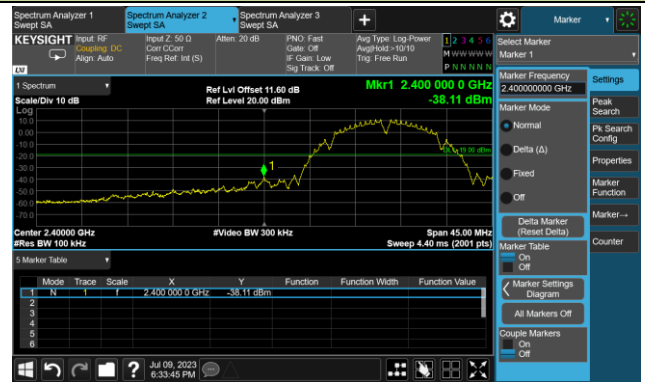 Spectrum Analyzer 1
Swept SA
Spectrum Analyzer 2
Swept SA
Spectrum Analyzer 3
Swept SA
Marker
KEYSIGHT
Input: RF
Coupling: DC
Align: Auto
Input Z: 50 Ω
Corr CCorr
Freq Ref: Int (S)
Atten: 20 dB
PNO: Fast
Gate: Off
IF Gain: Low
Sig Track: Off
Avg Type: Log-Power
Avg|Hold:>10/10
Trig: Free Run
1 2 3 4 5 6
M W W W W W
P N N N N N
LXI
1 Spectrum
Scale/Div 10 dB
Log
Ref Lvl Offset 11.60 dB
Ref Level 20.00 dBm
Mkr1 2.400 000 0 GHz
-38.11 dBm
10.0
0.00
-10.0
-20.0
-30.0
-40.0
-50.0
-60.0
-70.0
1
Center 2.40000 GHz
#Res BW 100 kHz
#Video BW 300 kHz
Span 45.00 MHz
Sweep 4.40 ms (2001 pts)
5 Marker Table
Mode Trace Scale X Y Function Function Width Function Value
1 N 1 f 2.400 000 0 GHz -38.11 dBm
2
3
4
5
6
Jul 09, 2023
6:33:45 PM
Select Marker
Marker 1
Marker Frequency
2.400000000 GHz
Marker Mode
Normal
Delta (Δ)
Fixed
Off
Delta Marker
(Reset Delta)
Marker Table
On
Off
Marker Settings
Diagram
All Markers Off
Couple Markers
On
Off
Settings
Peak
Search
Pk Search
Config
Properties
Marker
Function
Marker→
Counter